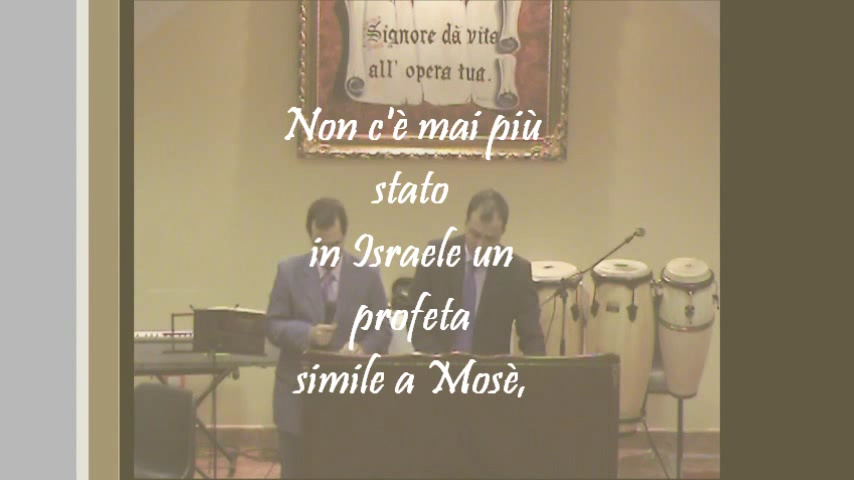 Signore dà vita
all' opera tua.
Non c'è mai più
stato
in Israele un
profeta
simile a Mosè,